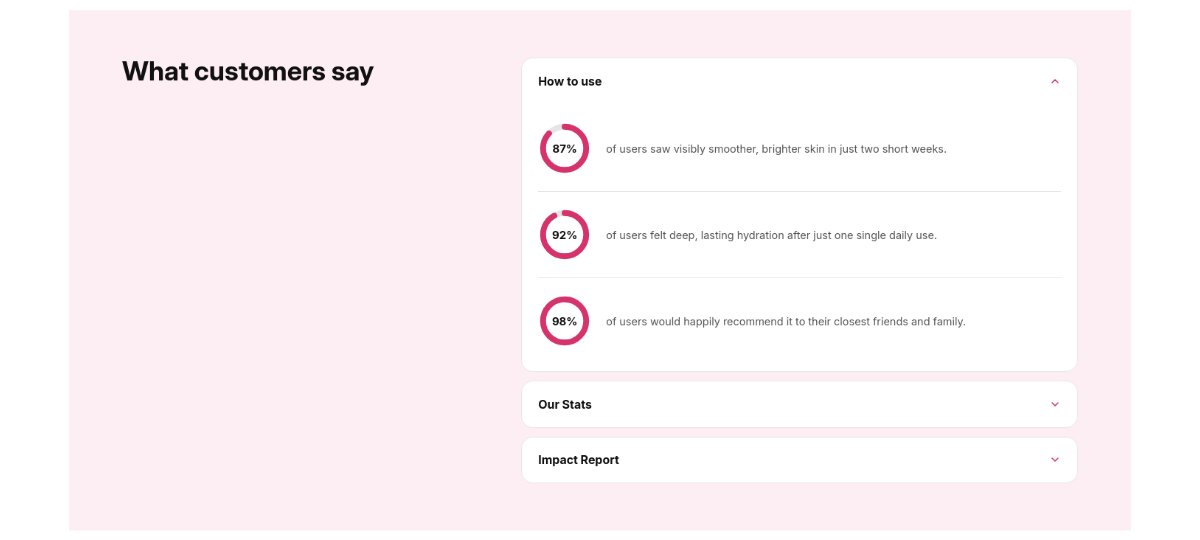 What customers say
How to use
87%
of users saw visibly smoother, brighter skin in just two short weeks.
92%
of users felt deep, lasting hydration after just one single daily use.
98%
of users would happily recommend it to their closest friends and family.
Our Stats
Impact Report